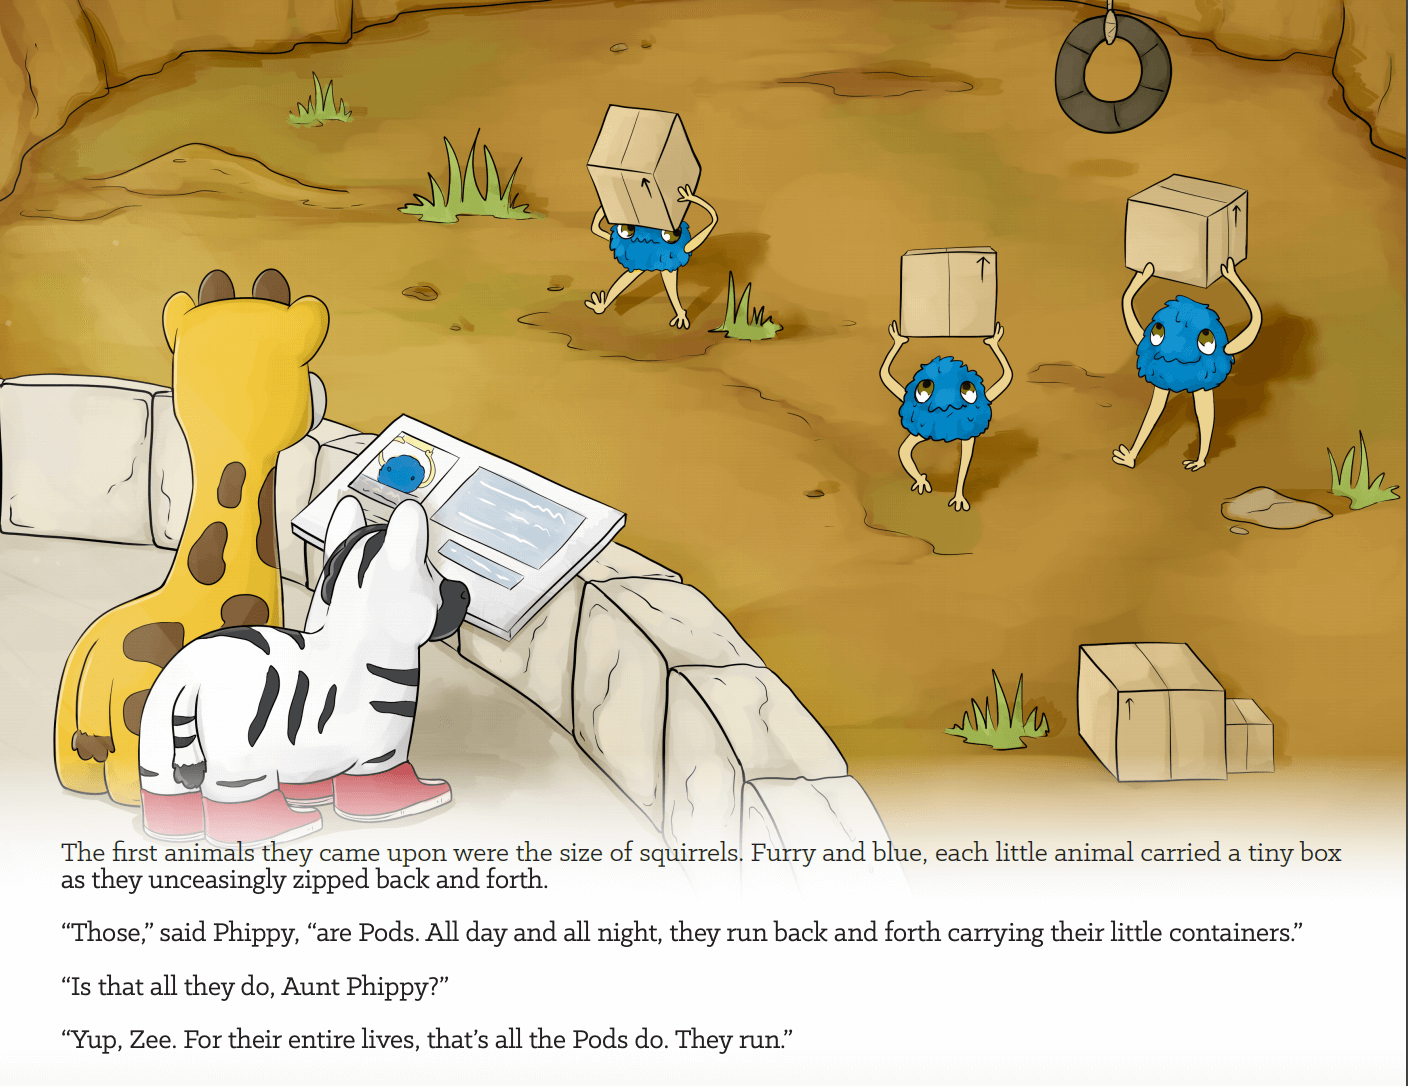 The first animals they came upon were the size of squirrels. Furry and blue, each little animal carried a tiny box
as they unceasingly zipped back and forth.
“Those,” said Phippy, “are Pods. All day and all night, they run back and forth carrying their little containers.”
“Is that all they do, Aunt Phippy?”
“Yup, Zee. For their entire lives, that’s all the Pods do. They run.”